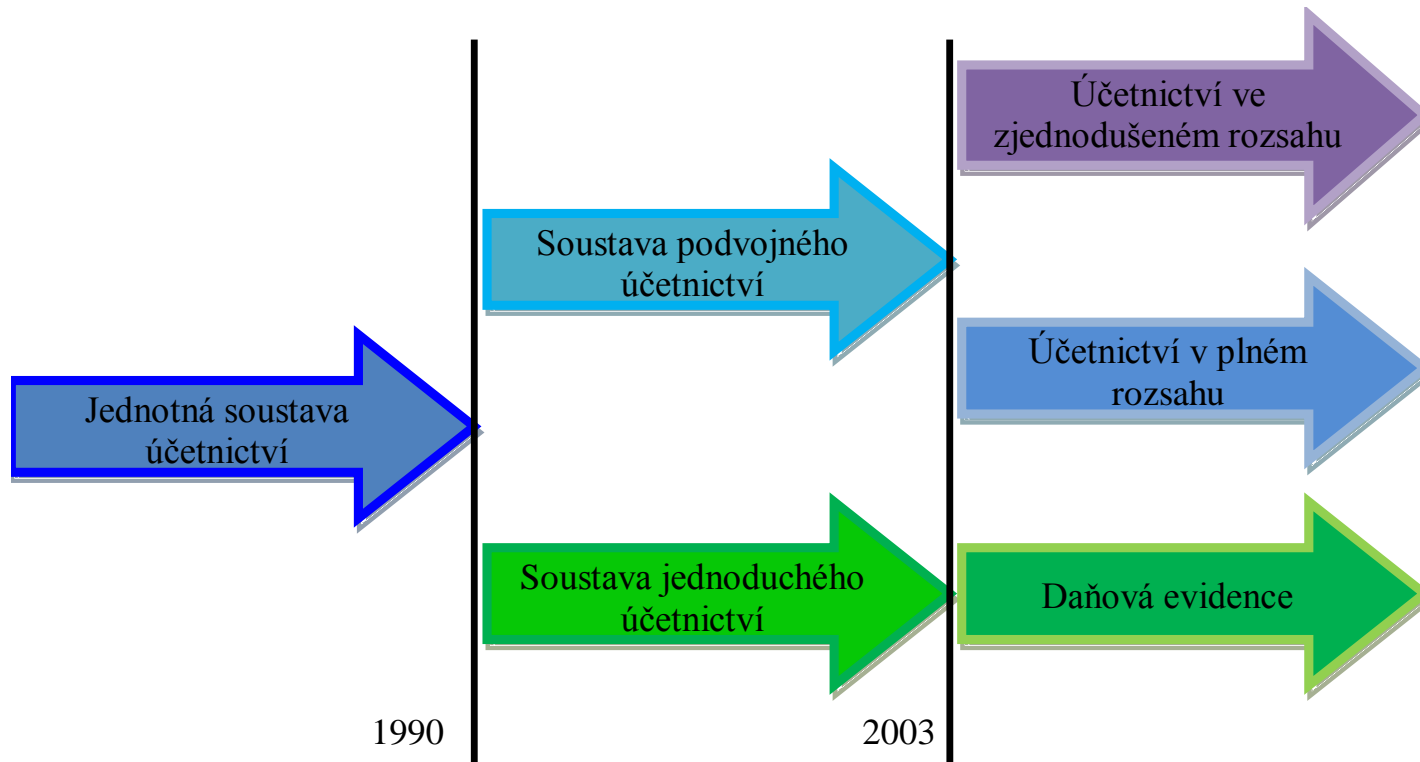 Účetnictví ve
zjednodušeném rozsahu
Soustava podvojného
účetnictví
Účetnictví v plném
rozsahu
Jednotná soustava
účetnictví
Soustava jednoduchého
účetnictví
Daňová evidence
1990
2003